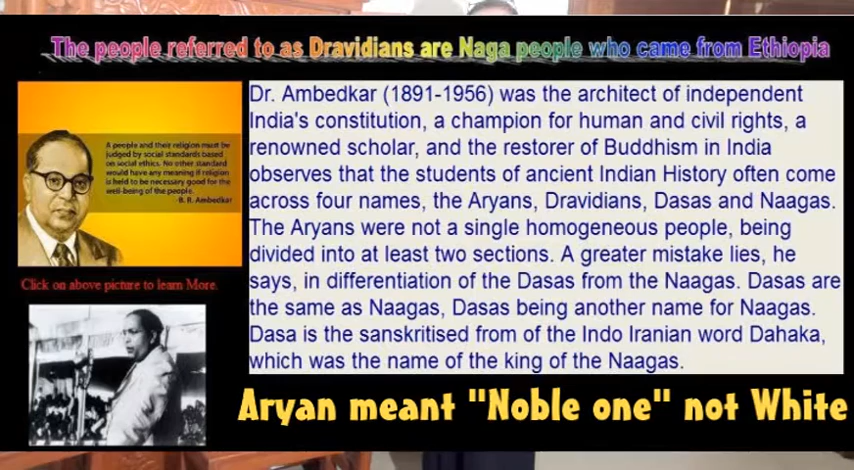 The people referred to as Dravidians are Naga people who came from Ethiopia
A people and their religion must be
judged by social standards based
on social ethics. No other standard
would have any meaning if religion
is held to be necessary good for the
well-being of the people.
- B. R. Ambedkar
Click on above picture to learn More.
Dr. Ambedkar (1891-1956) was the architect of independent
India's constitution, a champion for human and civil rights, a
renowned scholar, and the restorer of Buddhism in India
observes that the students of ancient Indian History often come
across four names, the Aryans, Dravidians, Dasas and Naagas.
The Aryans were not a single homogeneous people, being
divided into at least two sections. A greater mistake lies, he
says, in differentiation of the Dasas from the Naagas. Dasas are
the same as Naagas, Dasas being another name for Naagas.
Dasa is the sanskritised from of the Indo Iranian word Dahaka,
which was the name of the king of the Naagas.
Aryan meant "Noble one" not White